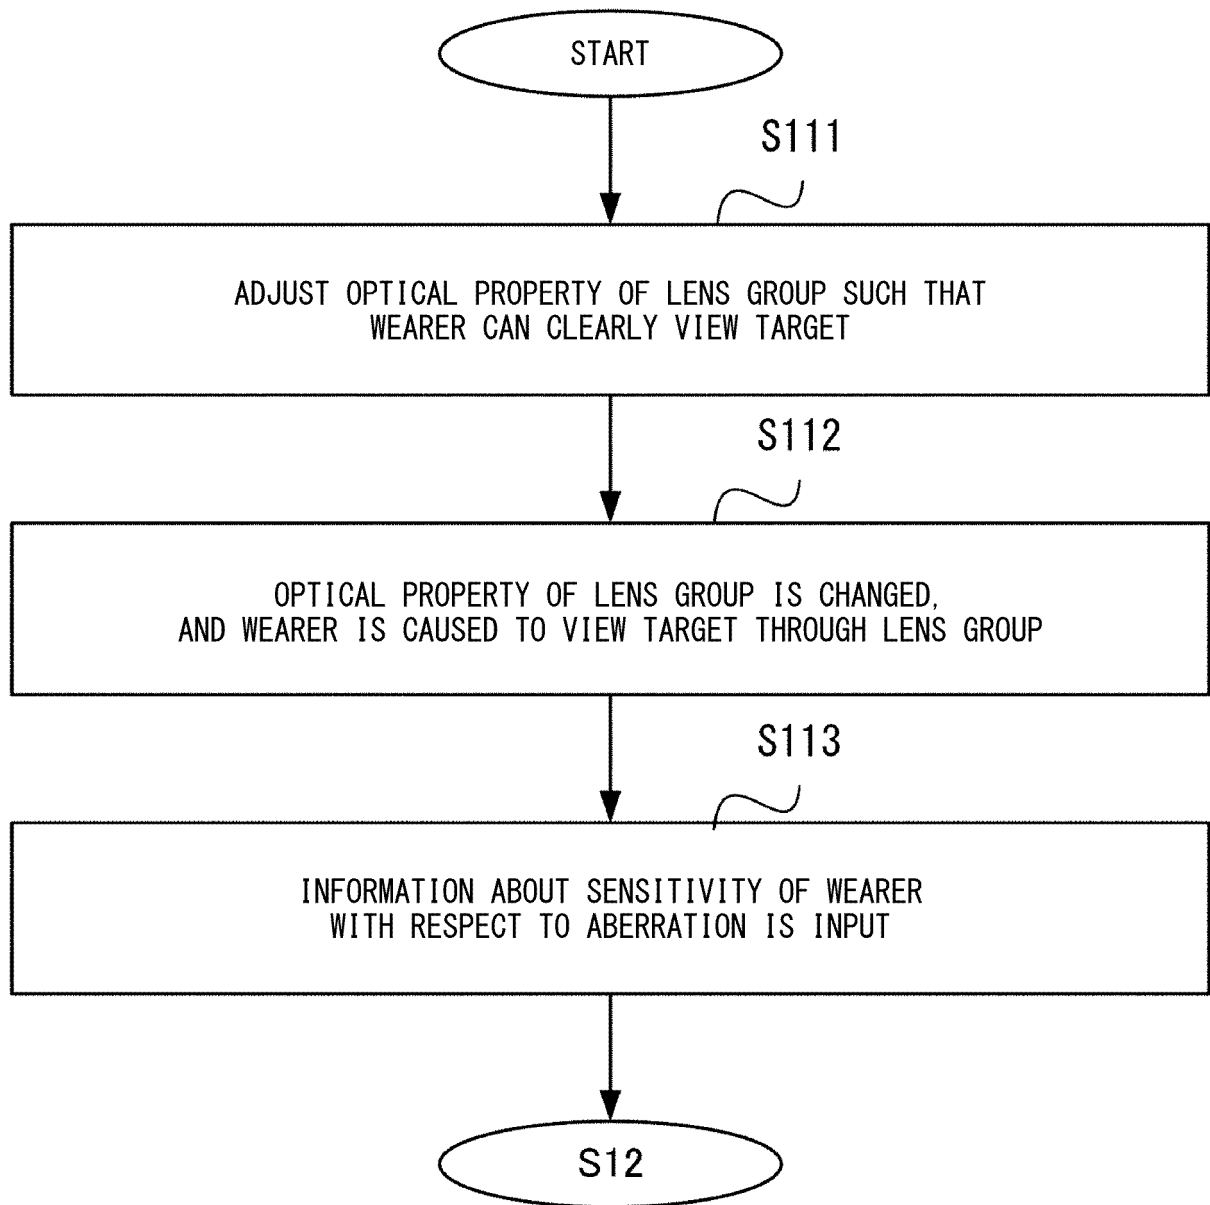 START
S111
ADJUST OPTICAL PROPERTY OF LENS GROUP SUCH THAT
WEARER CAN CLEARLY VIEW TARGET
S112
OPTICAL PROPERTY OF LENS GROUP IS CHANGED,
AND WEARER IS CAUSED TO VIEW TARGET THROUGH LENS GROUP
S113
INFORMATION ABOUT SENSITIVITY OF WEARER
WITH RESPECT TO ABERRATION IS INPUT
S12